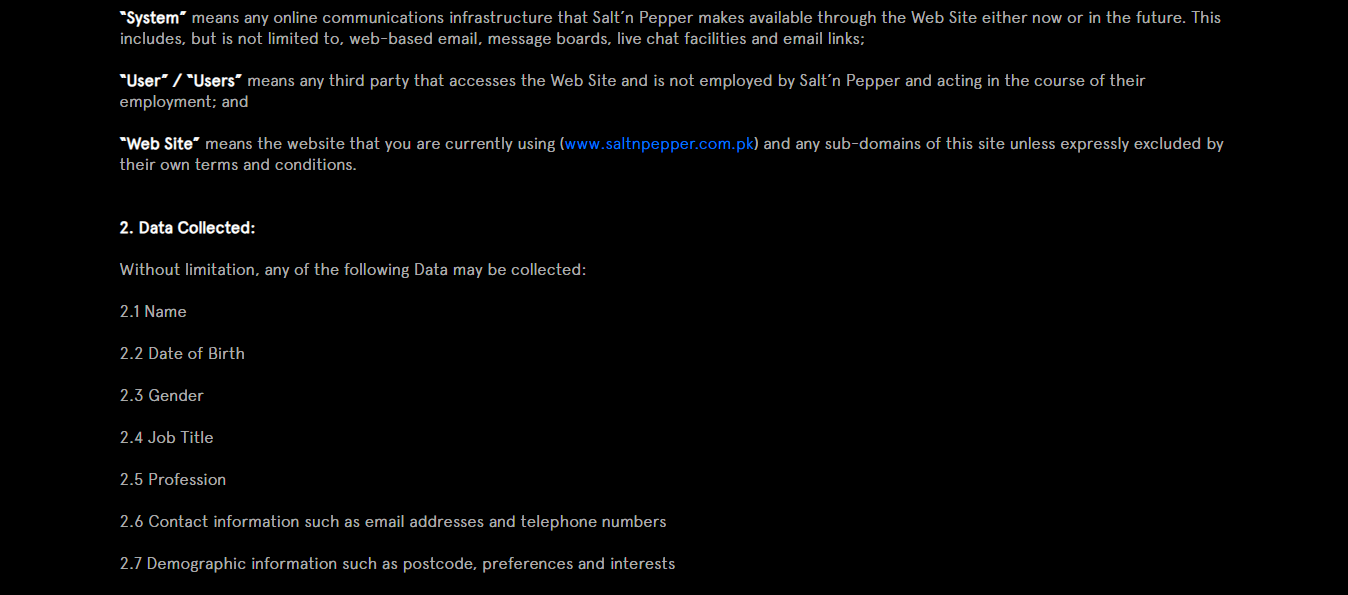 “System” means any online communications infrastructure that Salt’n Pepper makes available through the Web Site either now or in the future. This
includes, but is not limited to, web-based email, message boards, live chat facilities and email links;
“User” / “Users” means any third party that accesses the Web Site and is not employed by Salt’n Pepper and acting in the course of their
employment; and
“Web Site” means the website that you are currently using (www.saltnpepper.com.pk) and any sub-domains of this site unless expressly excluded by
their own terms and conditions.
2. Data Collected:
Without limitation, any of the following Data may be collected:
2.1 Name
2.2 Date of Birth
2.3 Gender
2.4 Job Title
2.5 Profession
2.6 Contact information such as email addresses and telephone numbers
2.7 Demographic information such as postcode, preferences and interests